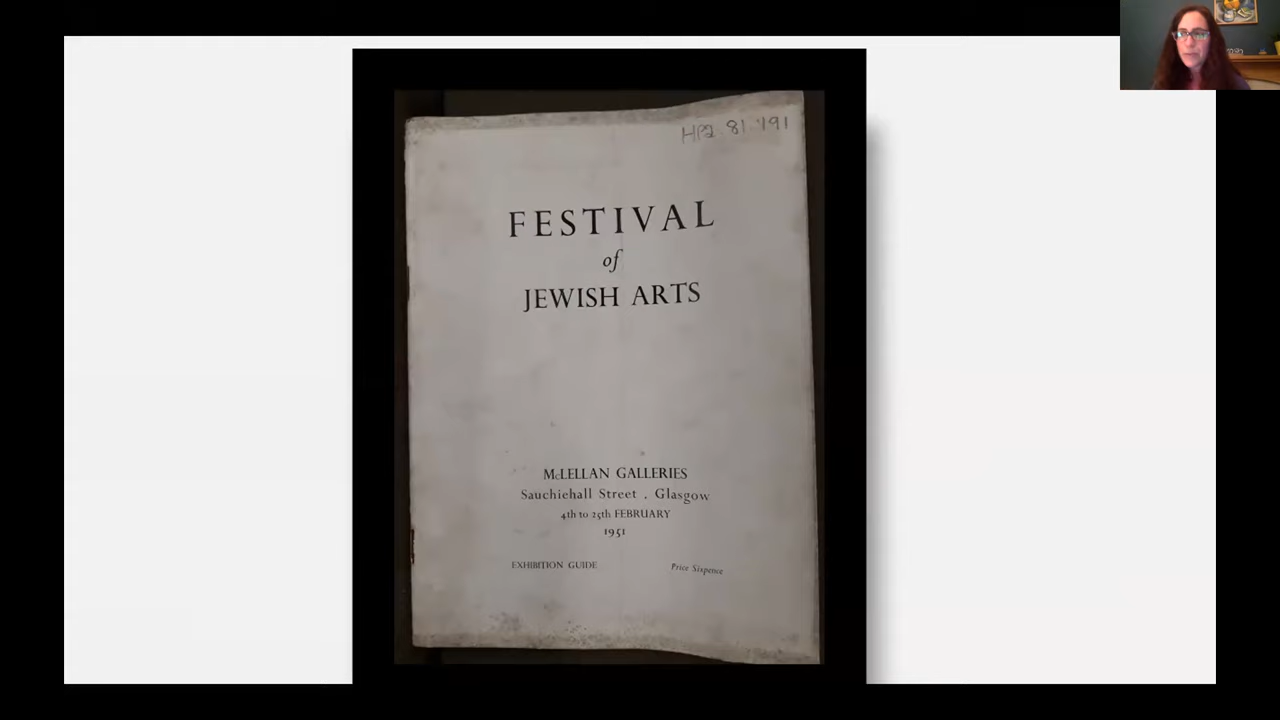 HP2 81 191
FESTIVAL
of
JEWISH ARTS
McLELLAN GALLERIES
Sauchiehall Street . Glasgow
4th to 25th FEBRUARY
1951
EXHIBITION GUIDE Price Sixpence